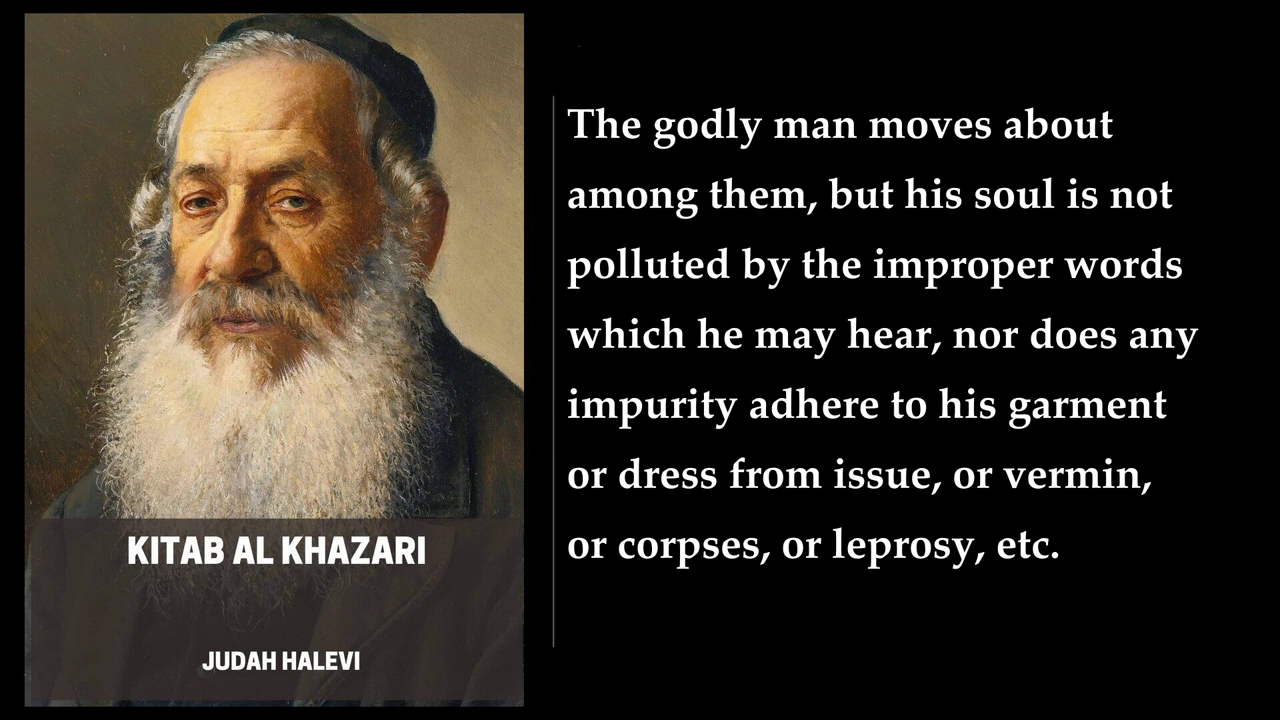 KITAB AL KHAZARI
JUDAH HALEVI
The godly man moves about
among them, but his soul is not
polluted by the improper words
which he may hear, nor does any
impurity adhere to his garment
or dress from issue, or vermin,
or corpses, or leprosy, etc.